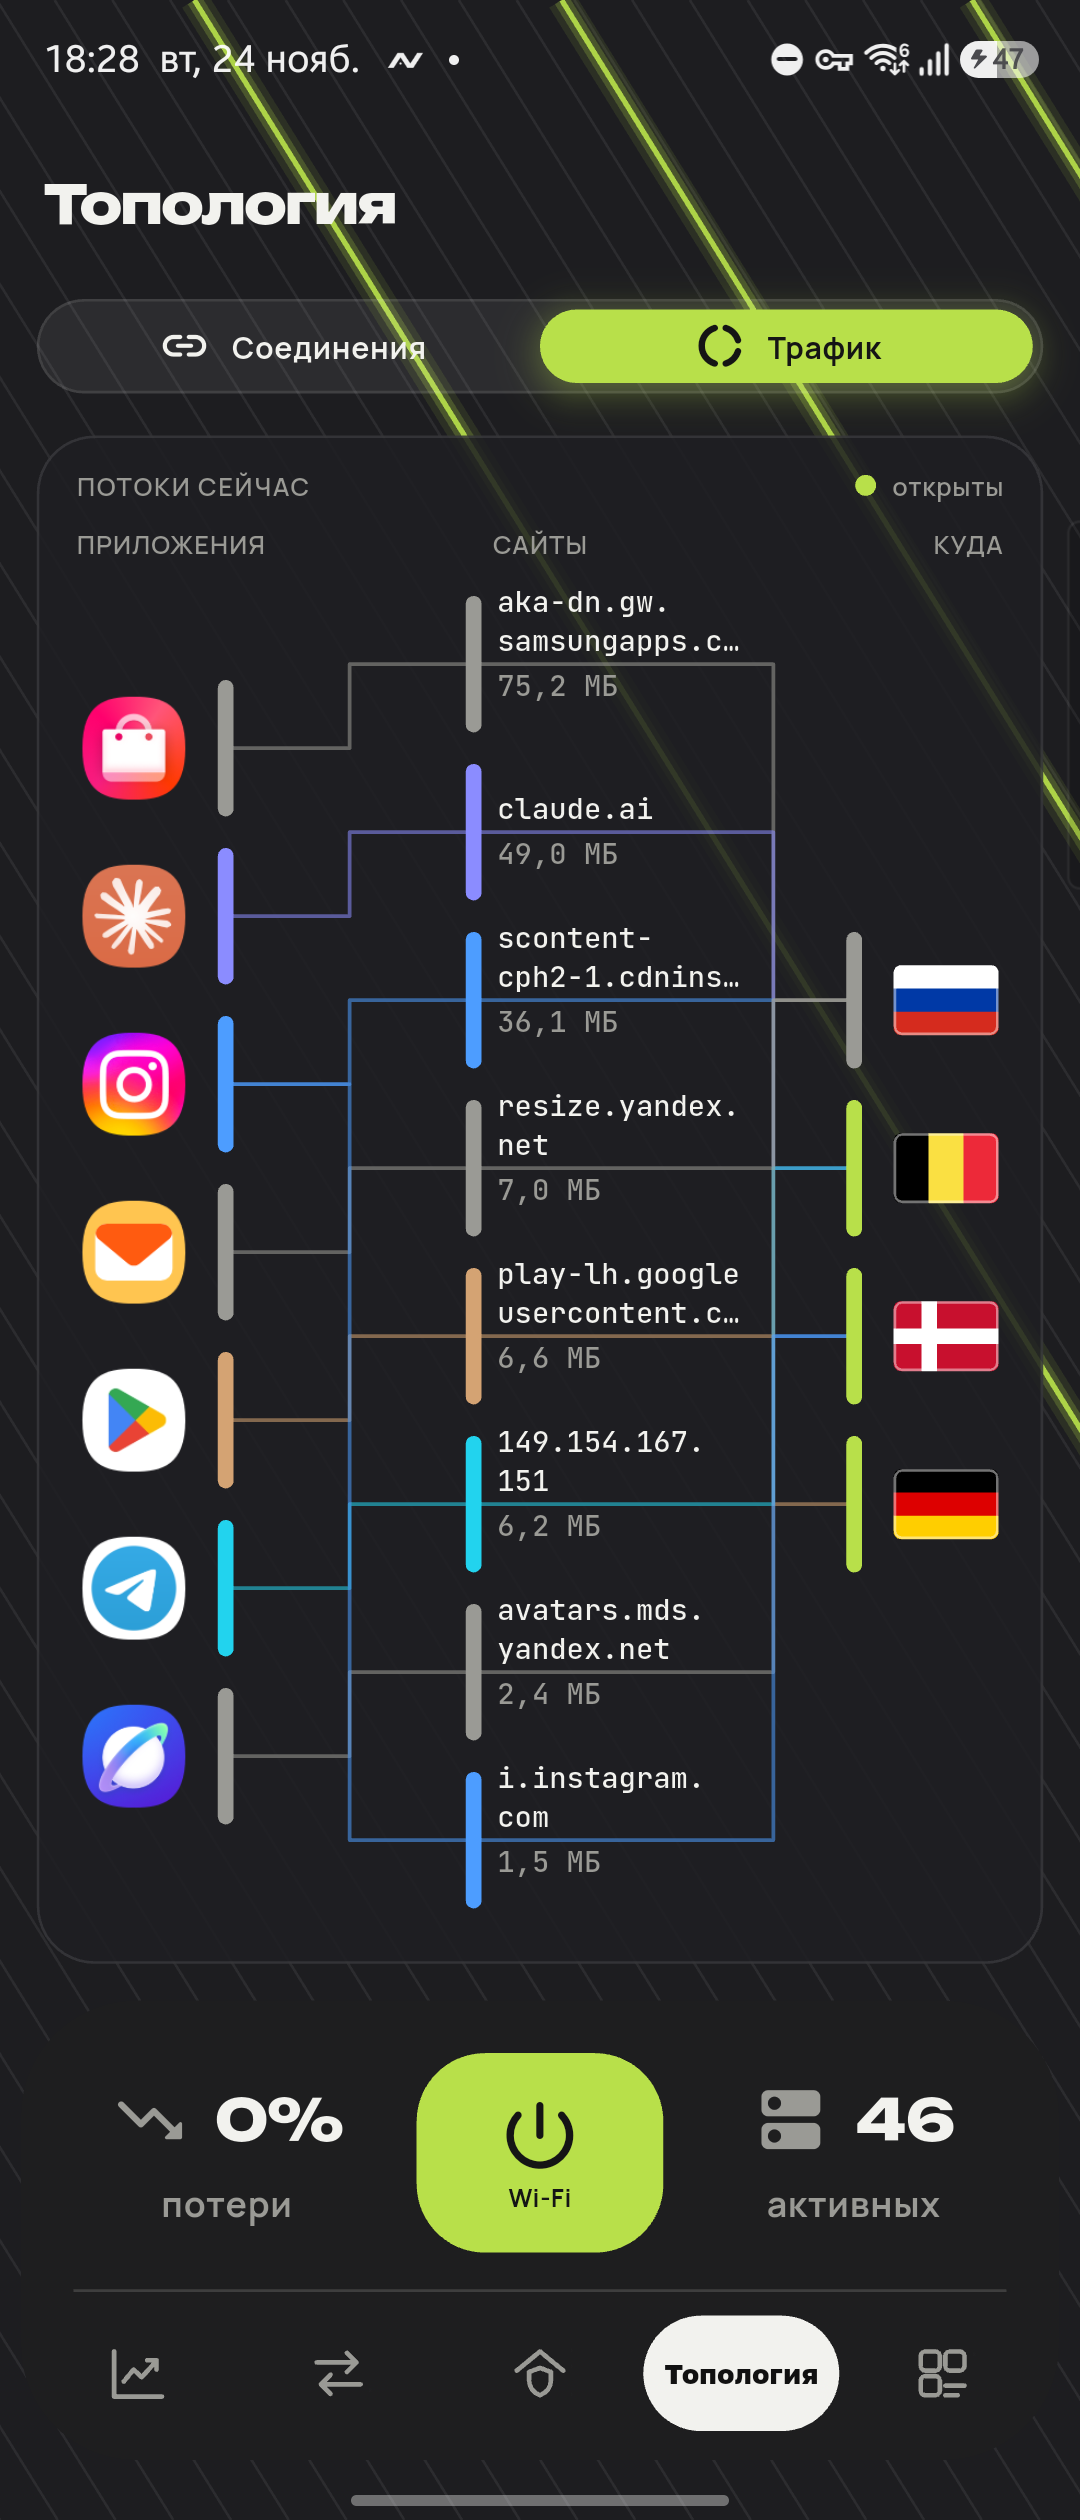 18:28 вт, 24 нояб.
6
47
Топология
Соединения
Трафик
ПОТОКИ СЕЙЧАС
открыты
ПРИЛОЖЕНИЯ
САЙТЫ
КУДА
aka-dn.gw.
samsungapps.c…
75,2 МБ
claude.ai
49,0 МБ
scontent-
cph2-1.cdnins…
36,1 МБ
resize.yandex.
net
7,0 МБ
play-lh.google
usercontent.c…
6,6 МБ
149.154.167.
151
6,2 МБ
avatars.mds.
yandex.net
2,4 МБ
i.instagram.
com
1,5 МБ
0%
потери
Wi-Fi
46
активных
Топология